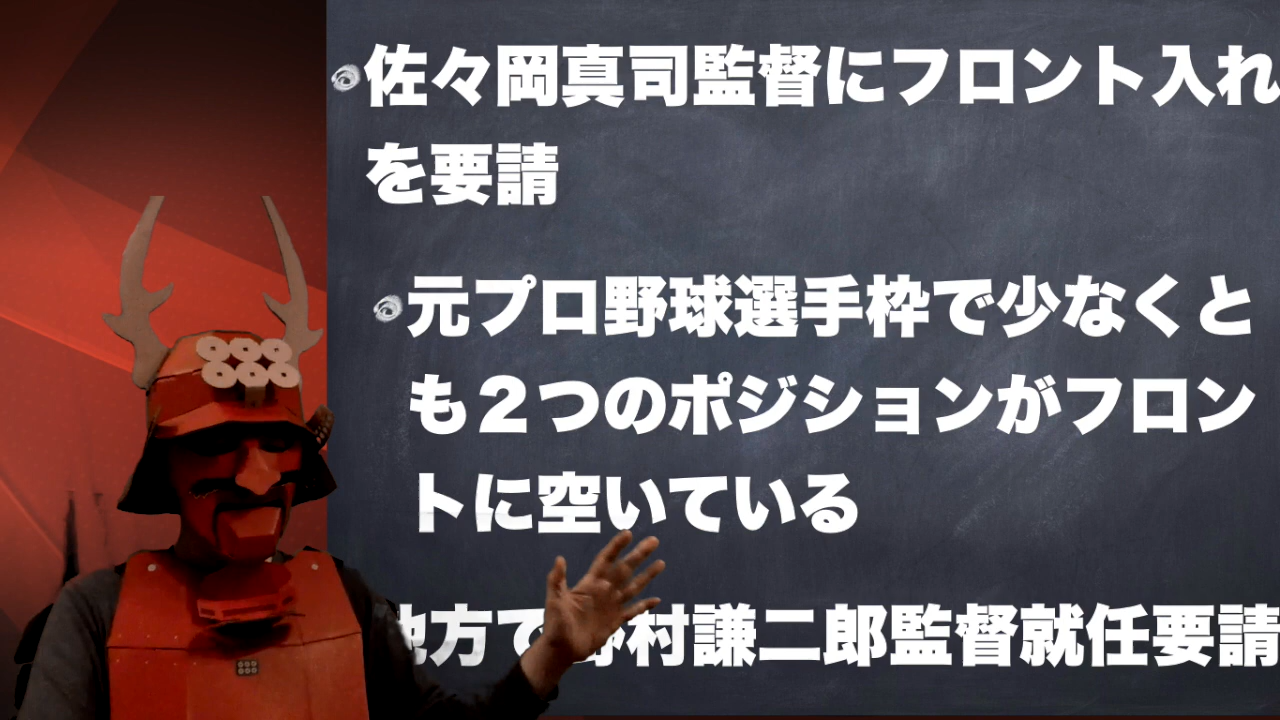 佐々岡真司監督にフロント入れ
を要請
元プロ野球選手枠で少なくと
も２つのポジションがフロン
トに空いている
地方で野村謙二郎監督就任要請